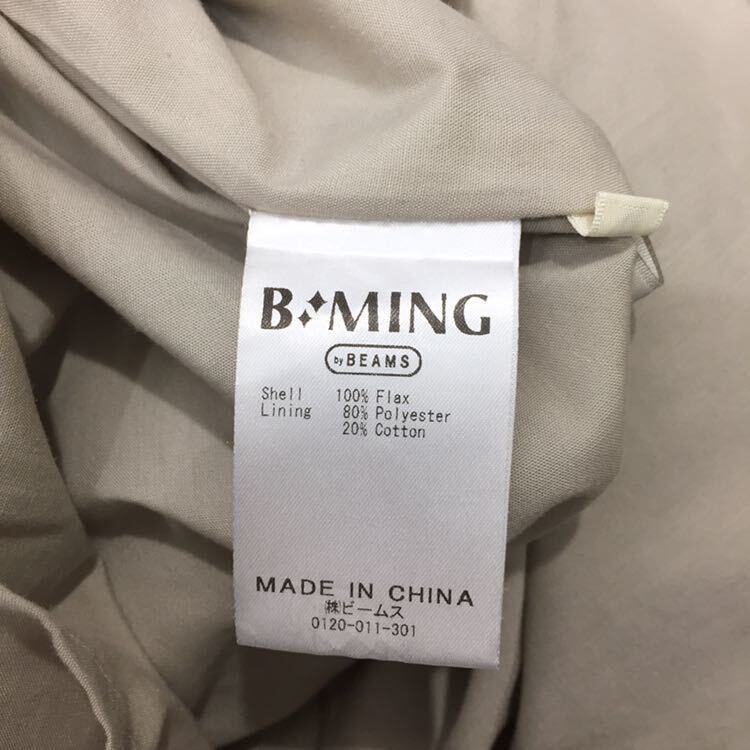 B:MING
by BEAMS
Shell 100% Flax
Lining 80% Polyester
20% Cotton
MADE IN CHINA
㈱ビームス
0120-011-301